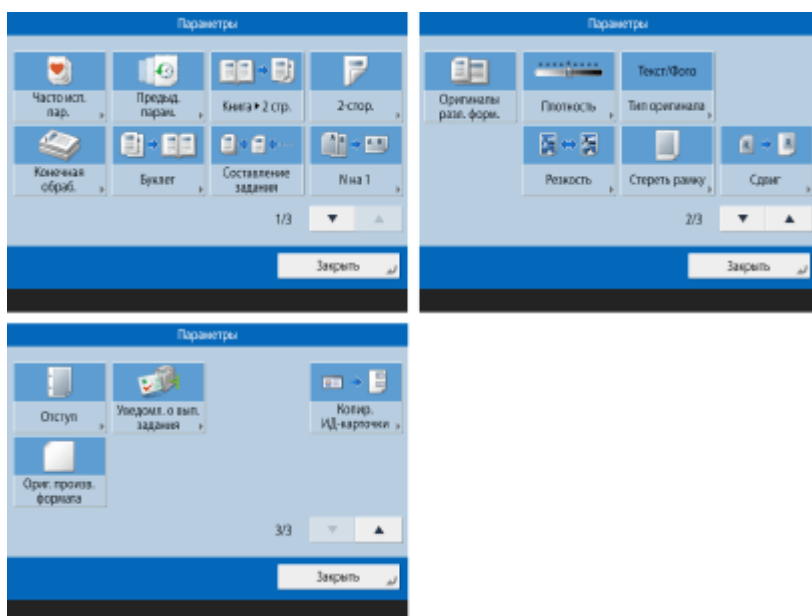 Параметры
Часто исп.
пар.
Предыд.
парам.
Книга ▸ 2 стр.
2-стор.
Конечная
обраб.
Буклет
Составление
задания
N на 1
1/3
Закрыть
Параметры
Оригиналы
разл. форм.
Плотность
Текст/Фото
Тип оригинала
Резкость
Стереть рамку
Сдвиг
2/3
Закрыть
Параметры
Отступ
Уведомл. о вып.
задания
Копир.
ИД-карточки
Ориг. произв.
формата
3/3
Закрыть